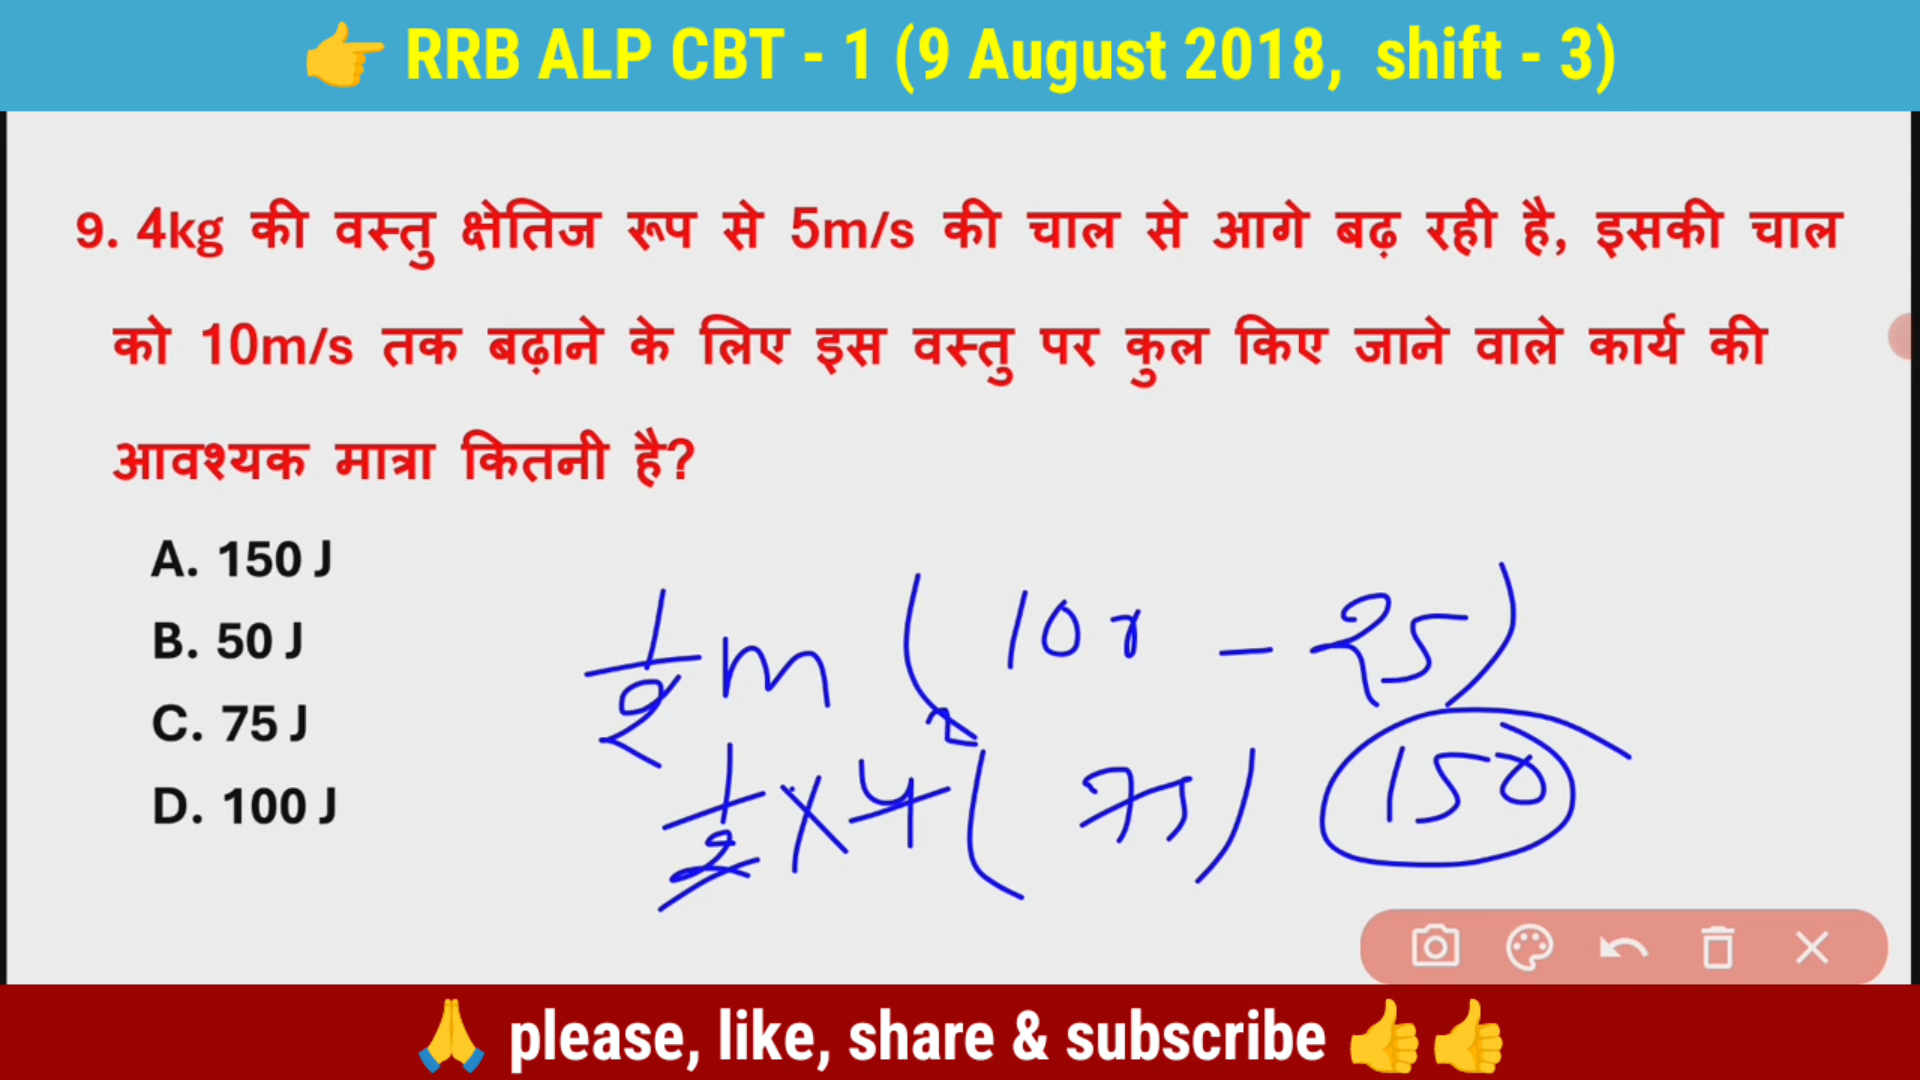 👉 RRB ALP CBT - 1 (9 August 2018, shift - 3)
9. 4kg की वस्तु क्षेतिज रूप से 5m/s की चाल से आगे बढ़ रही है, इसकी चाल
को 10m/s तक बढ़ाने के लिए इस वस्तु पर कुल किए जाने वाले कार्य की
आवश्यक मात्रा कितनी है?
A. 150 J
B. 50 J
C. 75 J
D. 100 J
1/2 m (100 - 25)
1/2 × 4 (75) 150
🙏 please, like, share & subscribe 👍👍